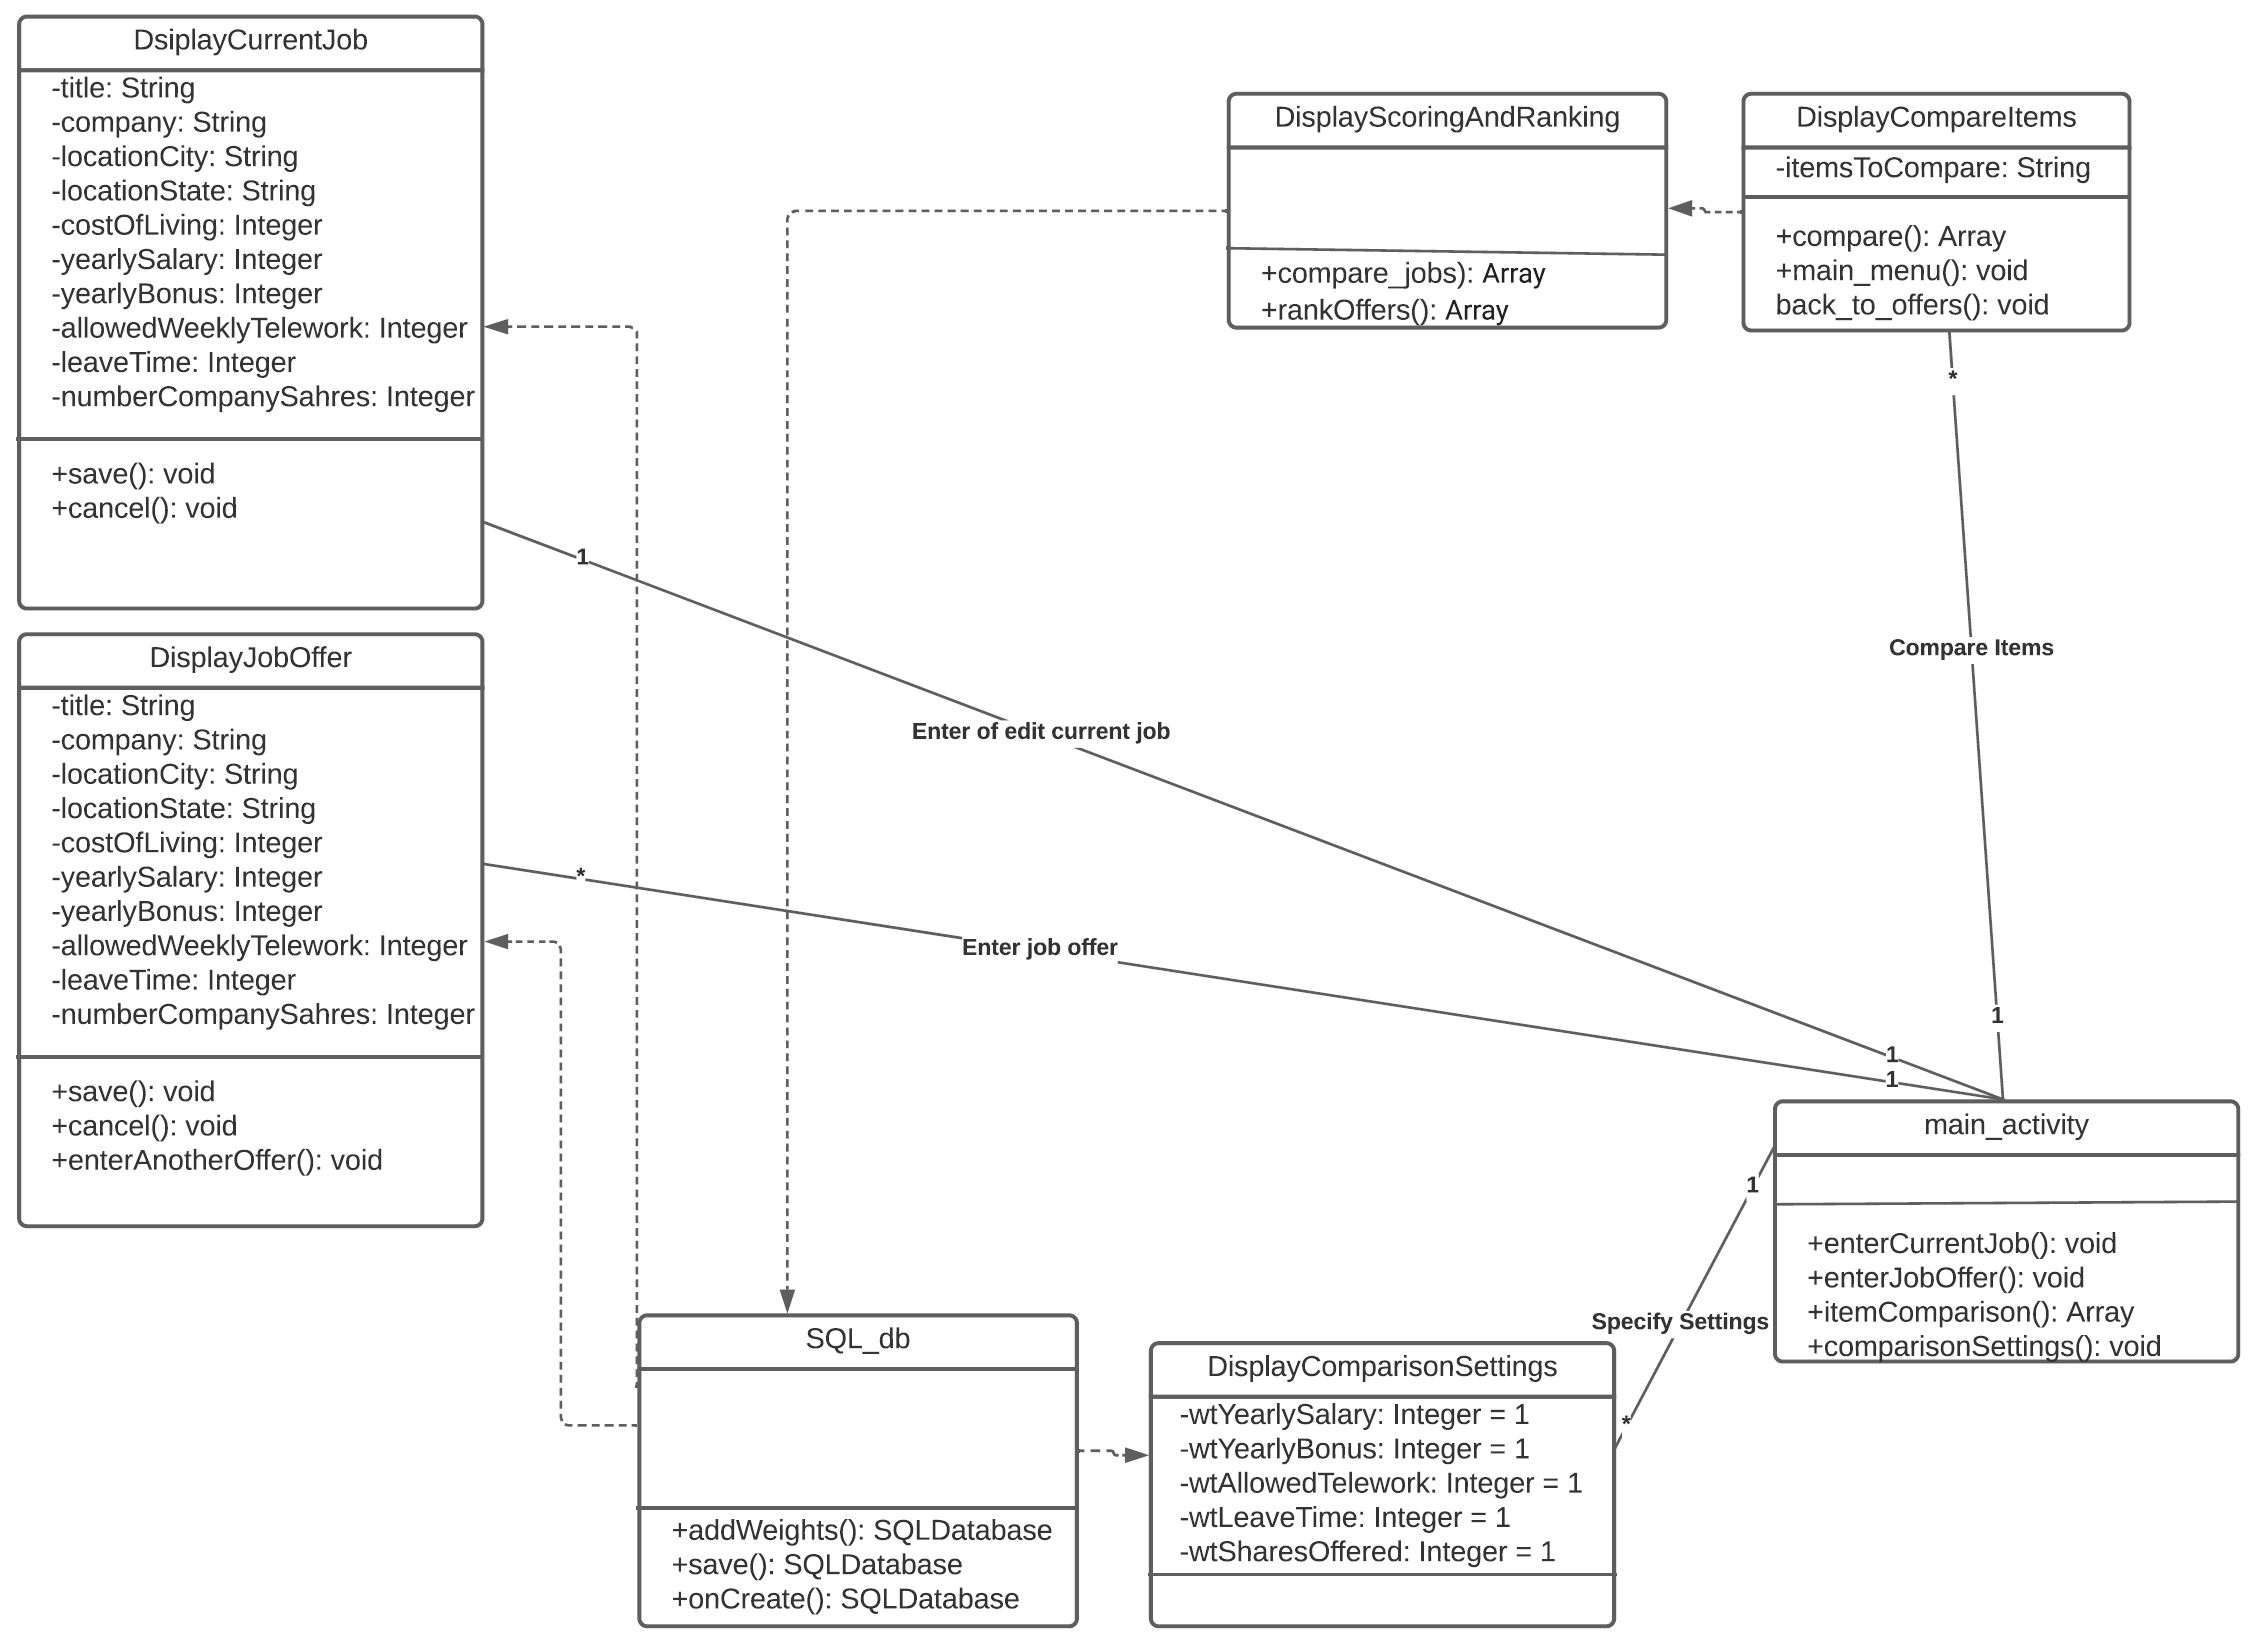 DsiplayCurrentJob
-title: String
-company: String
-locationCity: String
-locationState: String
-costOfLiving: Integer
-yearlySalary: Integer
-yearlyBonus: Integer
-allowedWeeklyTelework: Integer
-leaveTime: Integer
-numberCompanySahres: Integer
+save(): void
+cancel(): void
DisplayScoringAndRanking
+compare_jobs): Array
+rankOffers(): Array
DisplayCompareItems
-itemsToCompare: String
+compare(): Array
+main_menu(): void
back_to_offers(): void
*
Compare Items
1
1
Enter of edit current job
1
DisplayJobOffer
-title: String
-company: String
-locationCity: String
-locationState: String
-costOfLiving: Integer
-yearlySalary: Integer
-yearlyBonus: Integer
-allowedWeeklyTelework: Integer
-leaveTime: Integer
-numberCompanySahres: Integer
+save(): void
+cancel(): void
+enterAnotherOffer(): void
*
Enter job offer
1
main_activity
+enterCurrentJob(): void
+enterJobOffer(): void
+itemComparison(): Array
+comparisonSettings(): void
1
Specify Settings
*
SQL_db
+addWeights(): SQLDatabase
+save(): SQLDatabase
+onCreate(): SQLDatabase
DisplayComparisonSettings
-wtYearlySalary: Integer = 1
-wtYearlyBonus: Integer = 1
-wtAllowedTelework: Integer = 1
-wtLeaveTime: Integer = 1
-wtSharesOffered: Integer = 1